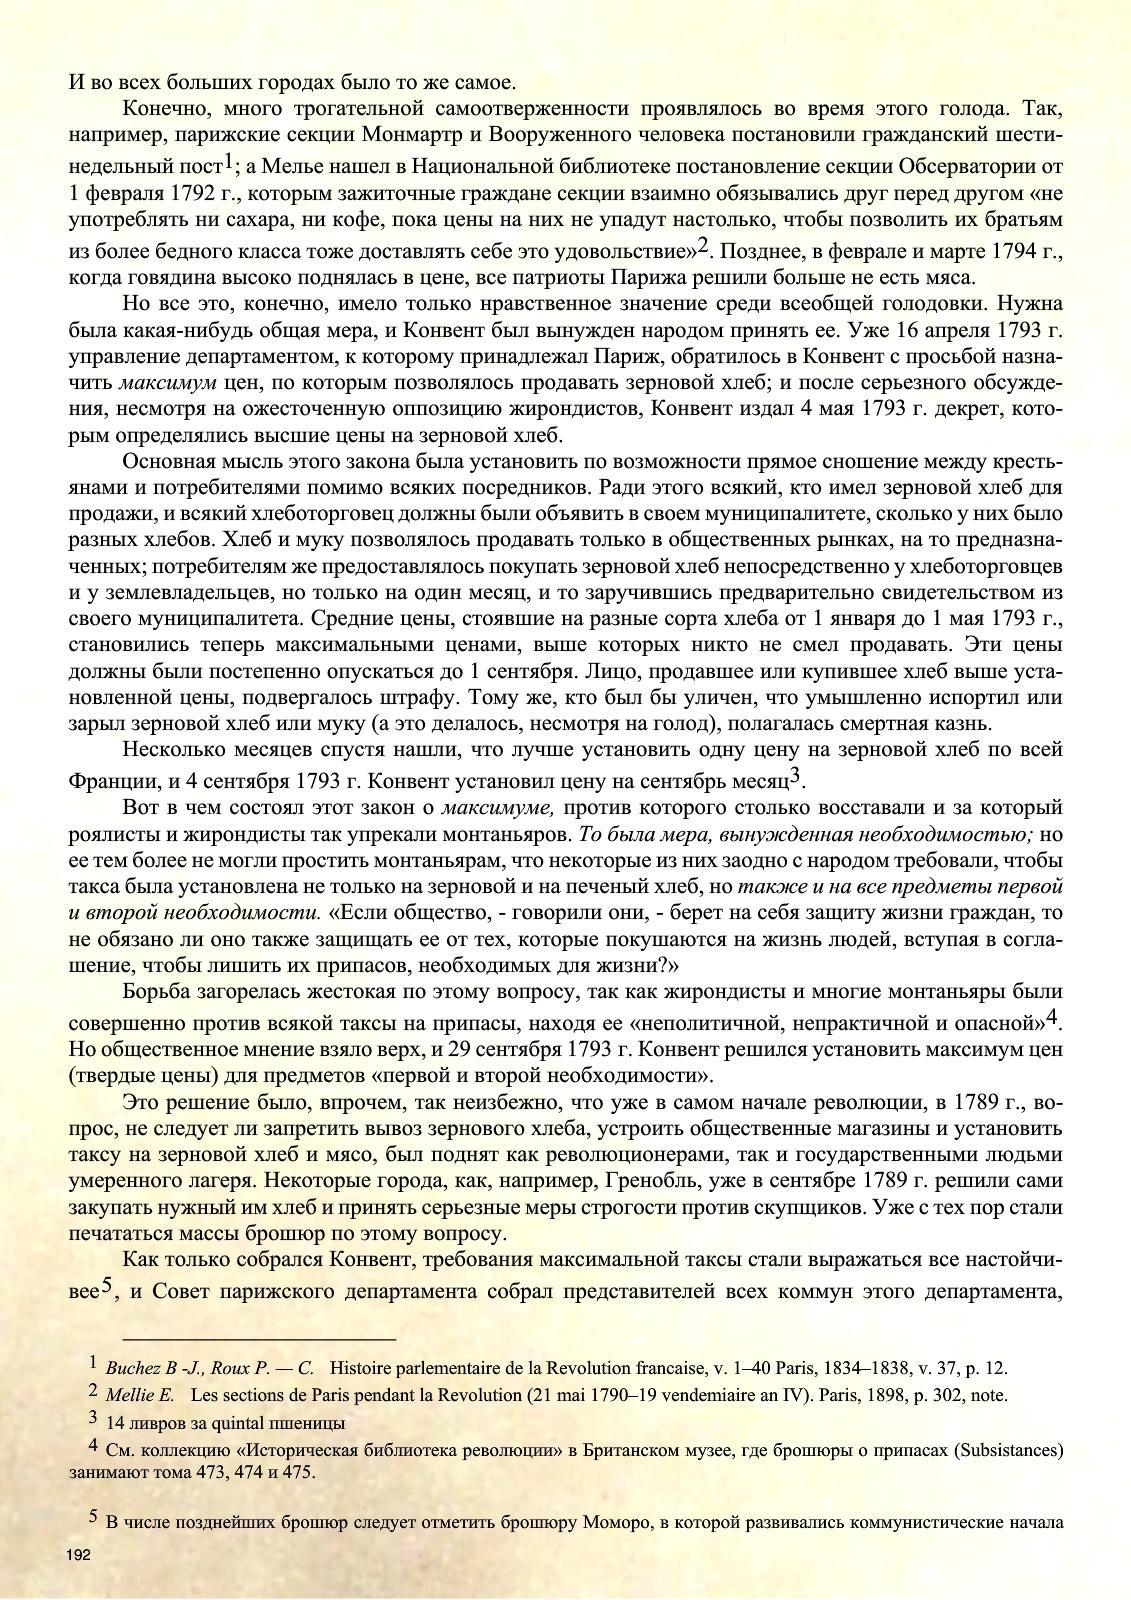 И во всех больших городах было то же самое.
Конечно, много трогательной самоотверженности проявлялось во время этого голода. Так,
например, парижские секции Монмартр и Вооруженного человека постановили гражданский шести-
недельный пост1; а Мелье нашел в Национальной библиотеке постановление секции Обсерватории от
1 февраля 1792 г., которым зажиточные граждане секции взаимно обязывались друг перед другом «не
употреблять ни сахара, ни кофе, пока цены на них не упадут настолько, чтобы позволить их братьям
из более бедного класса тоже доставлять себе это удовольствие»2. Позднее, в феврале и марте 1794 г.,
когда говядина высоко поднялась в цене, все патриоты Парижа решили больше не есть мяса.
Но все это, конечно, имело только нравственное значение среди всеобщей голодовки. Нужна
была какая-нибудь общая мера, и Конвент был вынужден народом принять ее. Уже 16 апреля 1793 г.
управление департаментом, к которому принадлежал Париж, обратилось в Конвент с просьбой назна-
чить максимум цен, по которым позволялось продавать зерновой хлеб; и после серьезного обсужде-
ния, несмотря на ожесточенную оппозицию жирондистов, Конвент издал 4 мая 1793 г. декрет, кото-
рым определялись высшие цены на зерновой хлеб.
Основная мысль этого закона была установить по возможности прямое сношение между кресть-
янами и потребителями помимо всяких посредников. Ради этого всякий, кто имел зерновой хлеб для
продажи, и всякий хлеботорговец должны были объявить в своем муниципалитете, сколько у них было
разных хлебов. Хлеб и муку позволялось продавать только в общественных рынках, на то предназна-
ченных; потребителям же предоставлялось покупать зерновой хлеб непосредственно у хлеботорговцев
и у землевладельцев, но только на один месяц, и то заручившись предварительно свидетельством из
своего муниципалитета. Средние цены, стоявшие на разные сорта хлеба от 1 января до 1 мая 1793 г.,
становились теперь максимальными ценами, выше которых никто не смел продавать. Эти цены
должны были постепенно опускаться до 1 сентября. Лицо, продавшее или купившее хлеб выше уста-
новленной цены, подвергалось штрафу. Тому же, кто был бы уличен, что умышленно испортил или
зарыл зерновой хлеб или муку (а это делалось, несмотря на голод), полагалась смертная казнь.
Несколько месяцев спустя нашли, что лучше установить одну цену на зерновой хлеб по всей
Франции, и 4 сентября 1793 г. Конвент установил цену на сентябрь месяц3.
Вот в чем состоял этот закон о максимуме, против которого столько восставали и за который
роялисты и жирондисты так упрекали монтаньяров. То была мера, вынужденная необходимостью; но
ее тем более не могли простить монтаньярам, что некоторые из них заодно с народом требовали, чтобы
такса была установлена не только на зерновой и на печеный хлеб, но также и на все предметы первой
и второй необходимости. «Если общество, - говорили они, - берет на себя защиту жизни граждан, то
не обязано ли оно также защищать ее от тех, которые покушаются на жизнь людей, вступая в согла-
шение, чтобы лишить их припасов, необходимых для жизни?»
Борьба загорелась жестокая по этому вопросу, так как жирондисты и многие монтаньяры были
совершенно против всякой таксы на припасы, находя ее «неполитичной, непрактичной и опасной»4.
Но общественное мнение взяло верх, и 29 сентября 1793 г. Конвент решился установить максимум цен
(твердые цены) для предметов «первой и второй необходимости».
Это решение было, впрочем, так неизбежно, что уже в самом начале революции, в 1789 г., во-
прос, не следует ли запретить вывоз зернового хлеба, устроить общественные магазины и установить
таксу на зерновой хлеб и мясо, был поднят как революционерами, так и государственными людьми
умеренного лагеря. Некоторые города, как, например, Гренобль, уже в сентябре 1789 г. решили сами
закупать нужный им хлеб и принять серьезные меры строгости против скупщиков. Уже с тех пор стали
печататься массы брошюр по этому вопросу.
Как только собрался Конвент, требования максимальной таксы стали выражаться все настойчи-
вее5, и Совет парижского департамента собрал представителей всех коммун этого департамента,
1 Buchez B -J., Roux P. — C. Histoire parlementaire de la Revolution francaise, v. 1–40 Paris, 1834–1838, v. 37, p. 12.
2 Mellie E. Les sections de Paris pendant la Revolution (21 mai 1790–19 vendemiaire an IV). Paris, 1898, p. 302, note.
3 14 ливров за quintal пшеницы
4 См. коллекцию «Историческая библиотека революции» в Британском музее, где брошюры о припасах (Subsistances)
занимают тома 473, 474 и 475.
5 В числе позднейших брошюр следует отметить брошюру Моморо, в которой развивались коммунистические начала
192